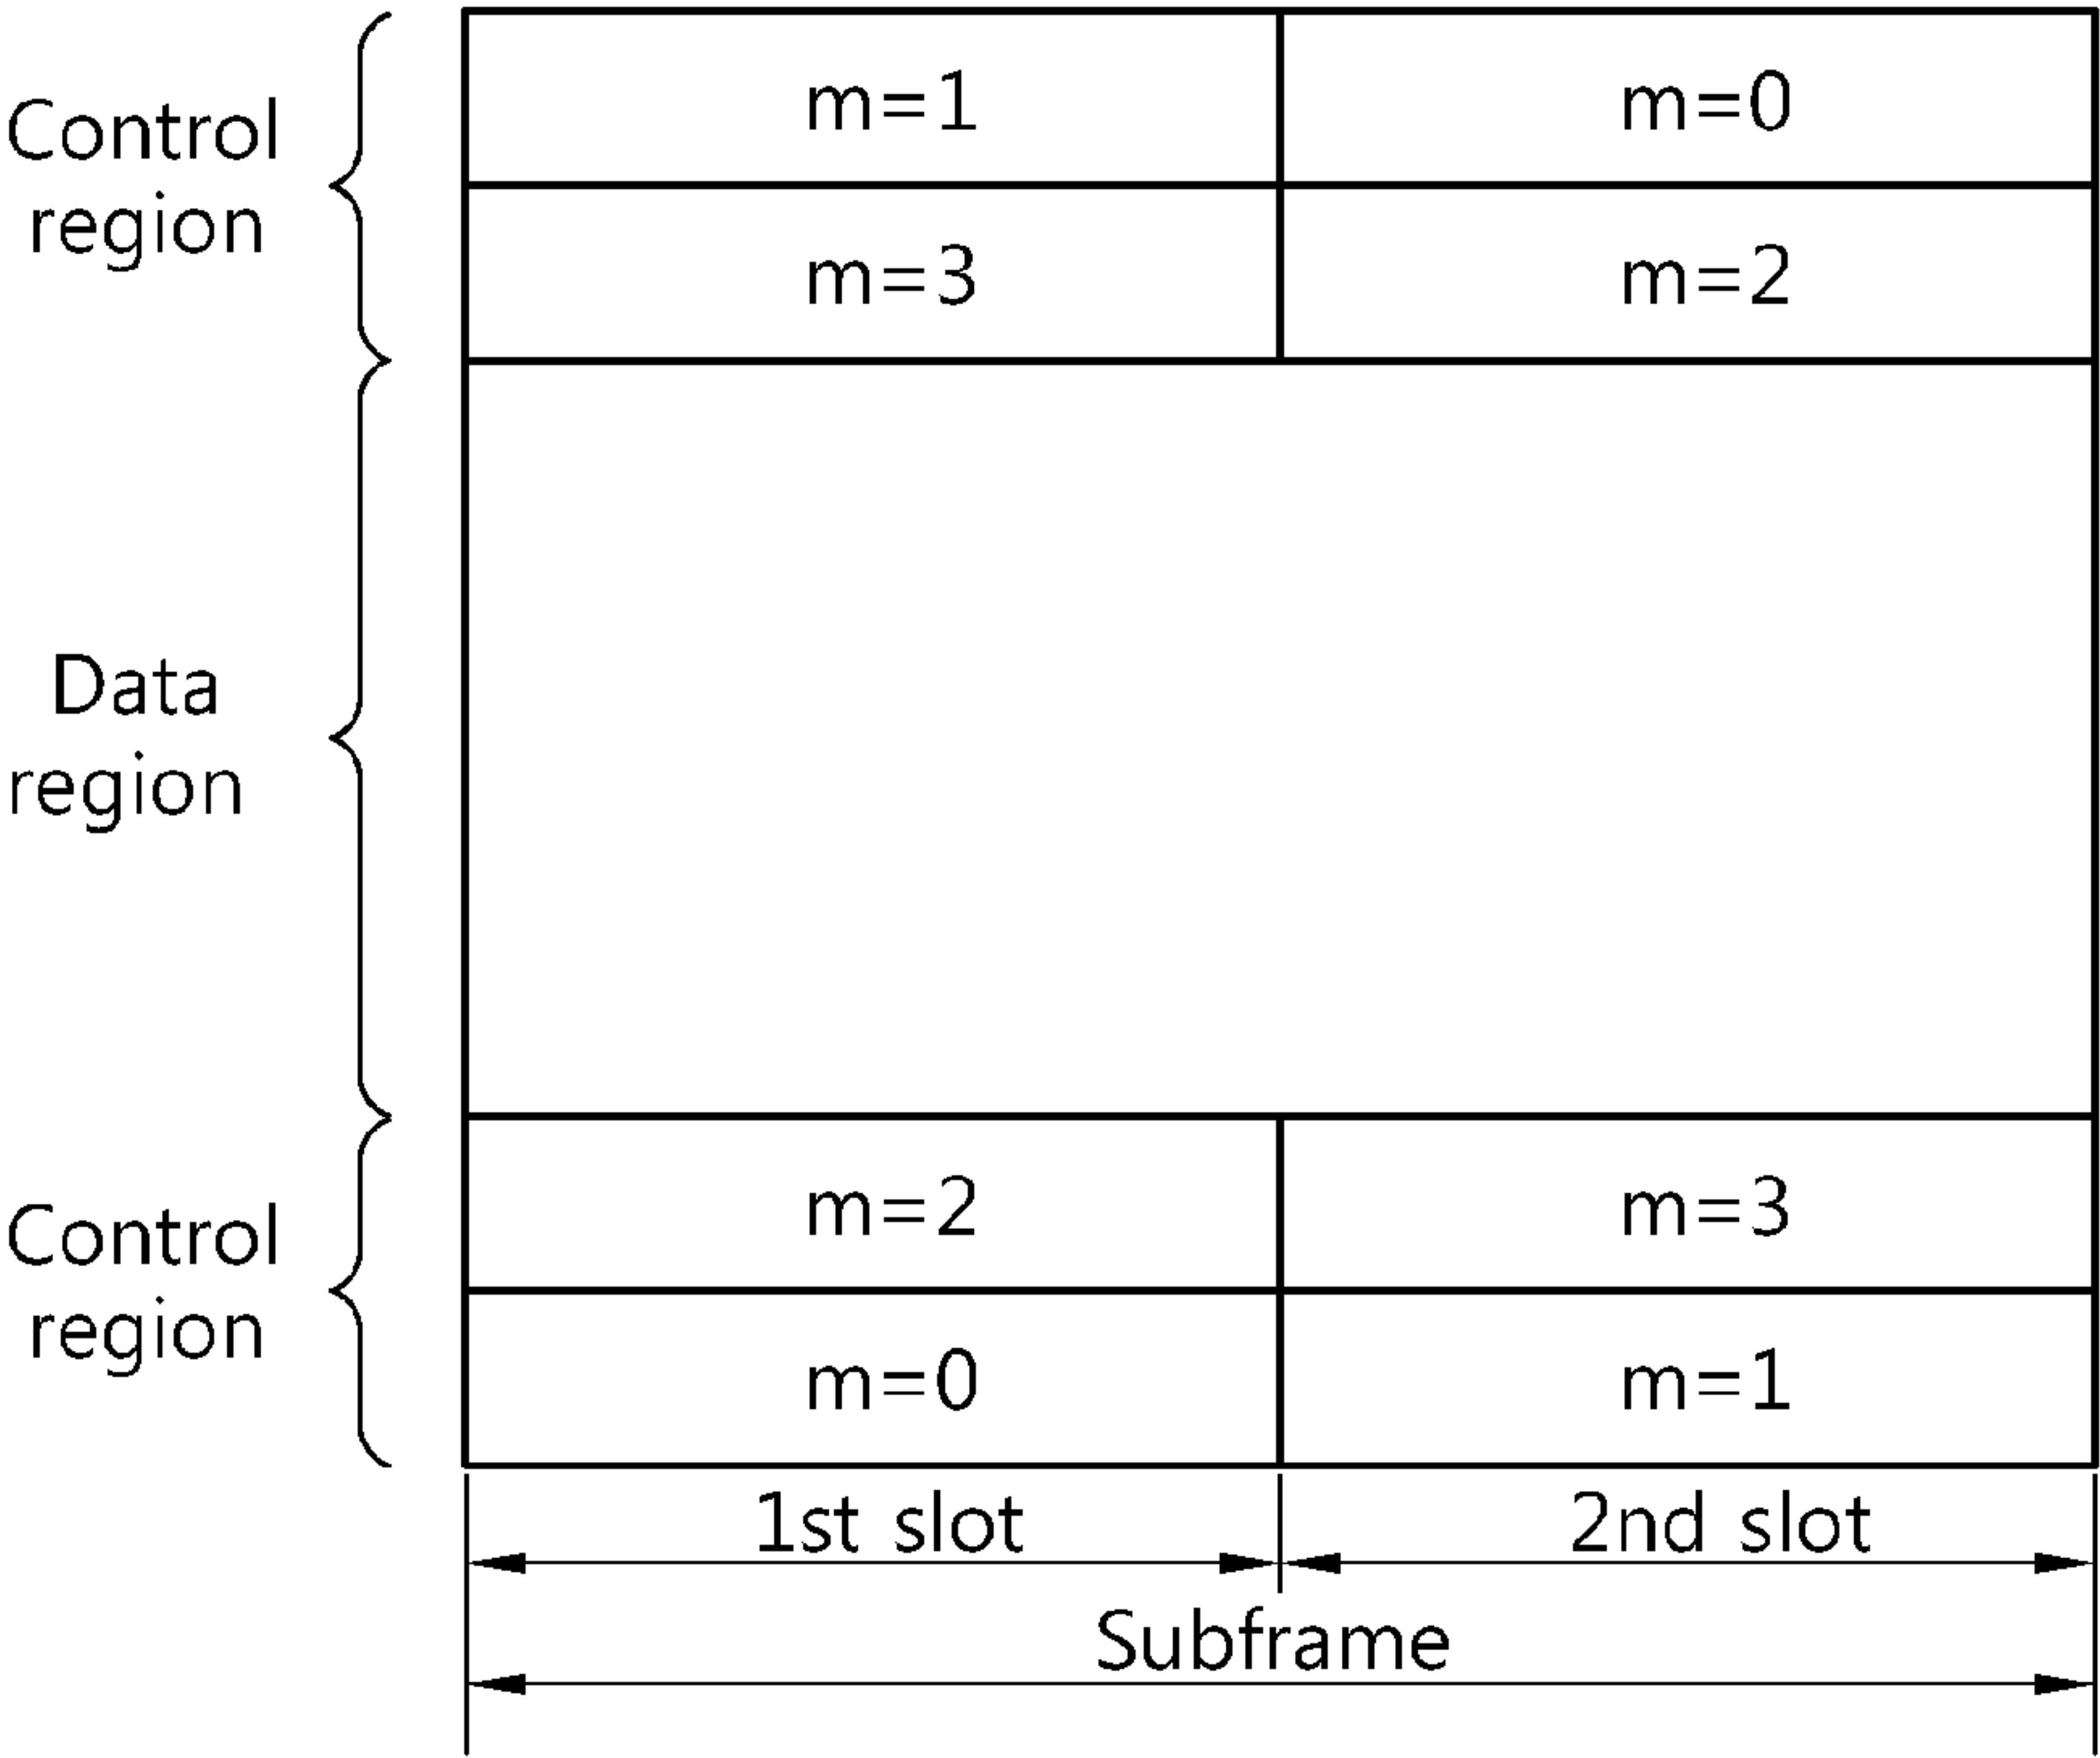 m=1
m=0
Control
region
m=3
m=2
Data
region
m=2
m=3
Control
region
m=0
m=1
1st slot
2nd slot
Subframe